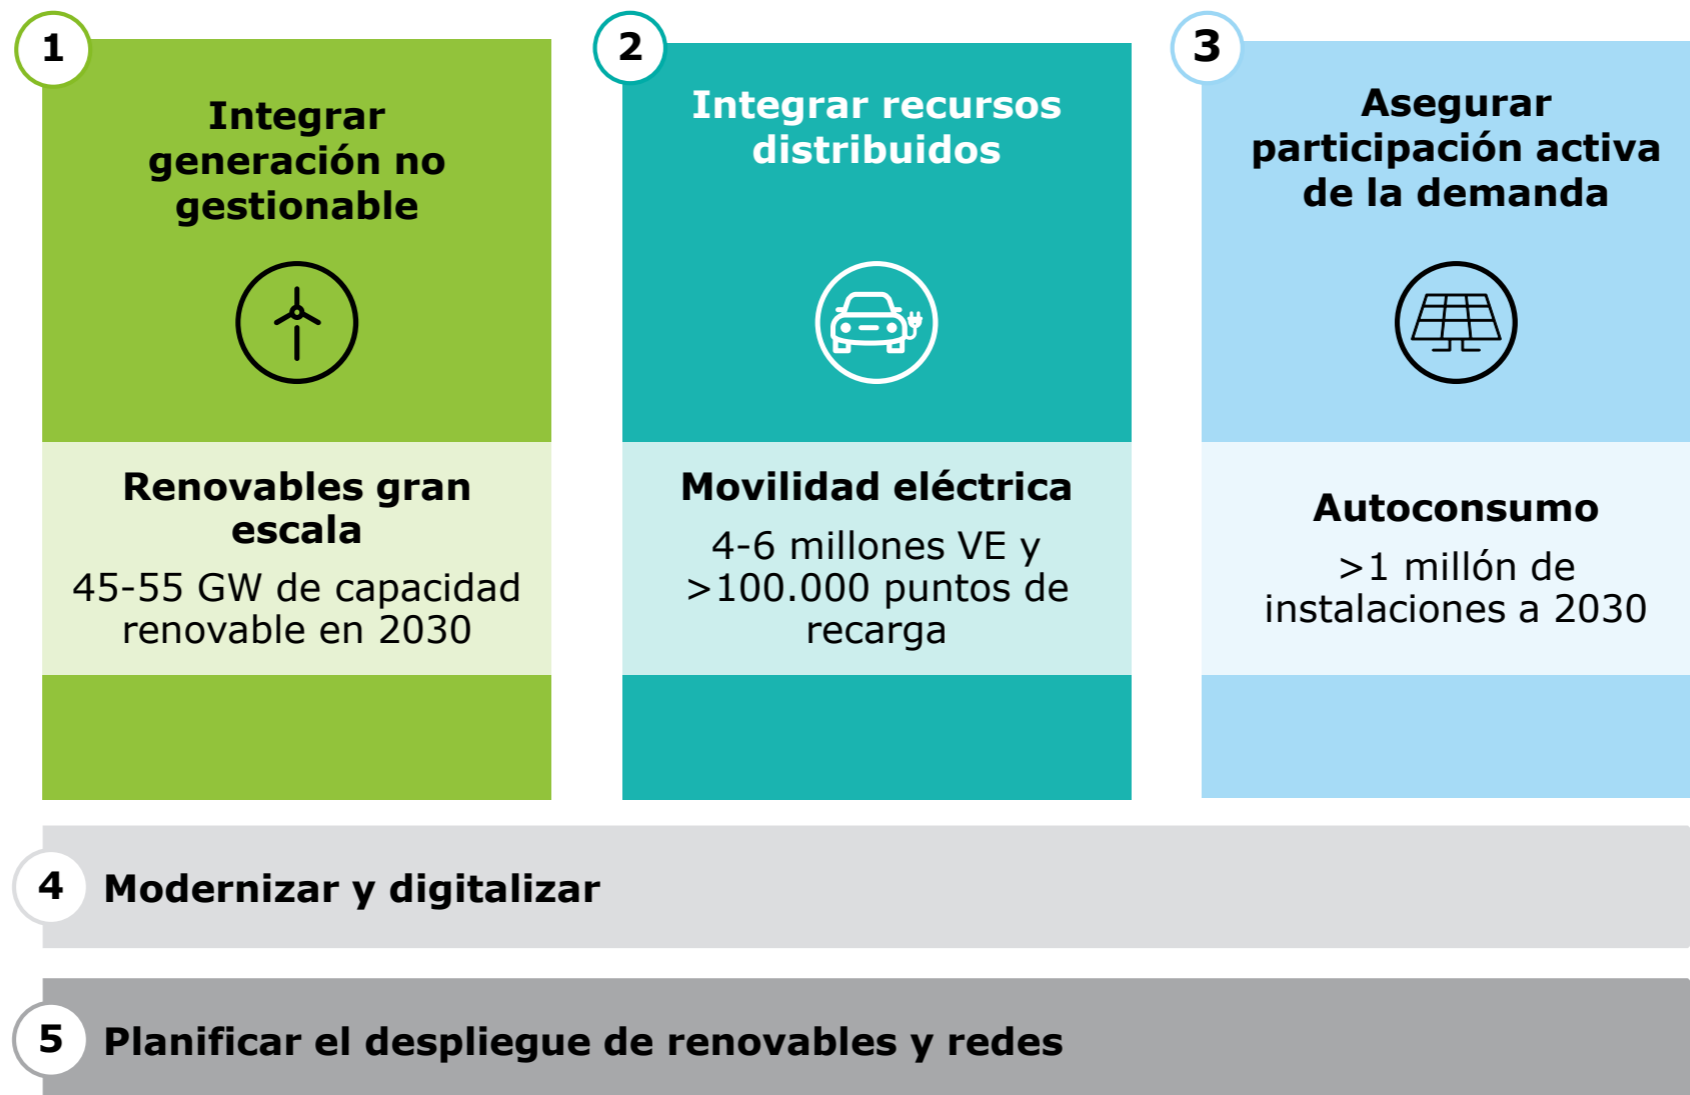 1
Integrar
generación no
gestionable
Renovables gran
escala
45-55 GW de capacidad
renovable en 2030
2
Integrar recursos
distribuidos
Movilidad eléctrica
4-6 millones VE y
>100.000 puntos de
recarga
3
Asegurar
participación activa
de la demanda
Autoconsumo
>1 millón de
instalaciones a 2030
4 Modernizar y digitalizar
5 Planificar el despliegue de renovables y redes